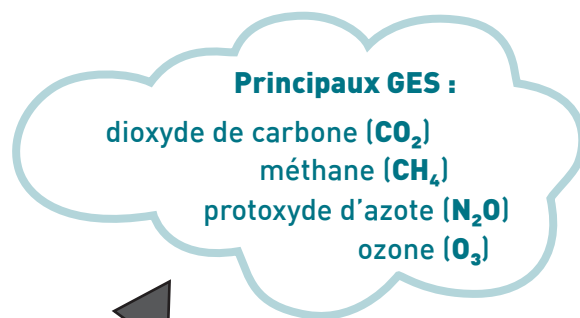 Principaux GES :
dioxyde de carbone (CO₂)
méthane (CH₄)
protoxyde d’azote (N₂O)
ozone (O₃)